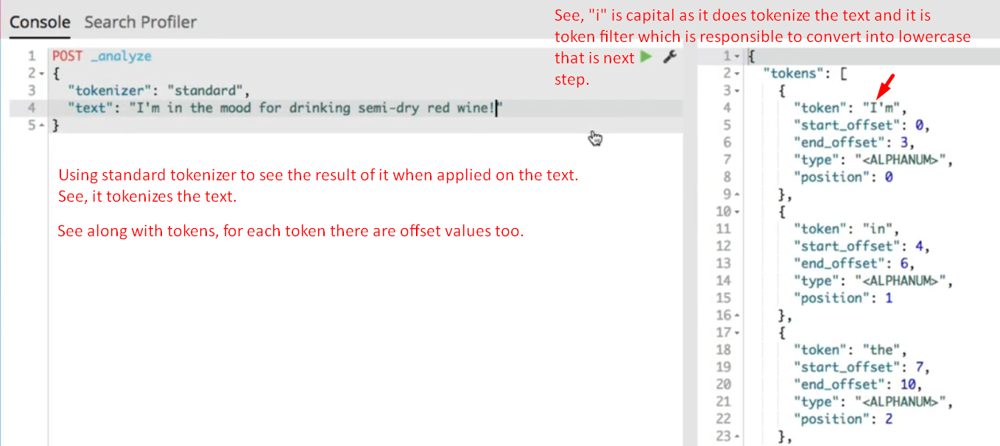 Console Search Profiler
See, "i" is capital as it does tokenize the text and it is
token filter which is responsible to convert into lowercase
that is next
step.
1 POST _analyze
2 {
3 "tokenizer": "standard",
4 "text": "I'm in the mood for drinking semi-dry red wine!"
5 }
Using standard tokenizer to see the result of it when applied on the text.
See, it tokenizes the text.
See along with tokens, for each token there are offset values too.
1 {
2 "tokens": [
3 {
4 "token": "I'm",
5 "start_offset": 0,
6 "end_offset": 3,
7 "type": "<ALPHANUM>",
8 "position": 0
9 },
10 {
11 "token": "in",
12 "start_offset": 4,
13 "end_offset": 6,
14 "type": "<ALPHANUM>",
15 "position": 1
16 },
17 {
18 "token": "the",
19 "start_offset": 7,
20 "end_offset": 10,
21 "type": "<ALPHANUM>",
22 "position": 2
23 },